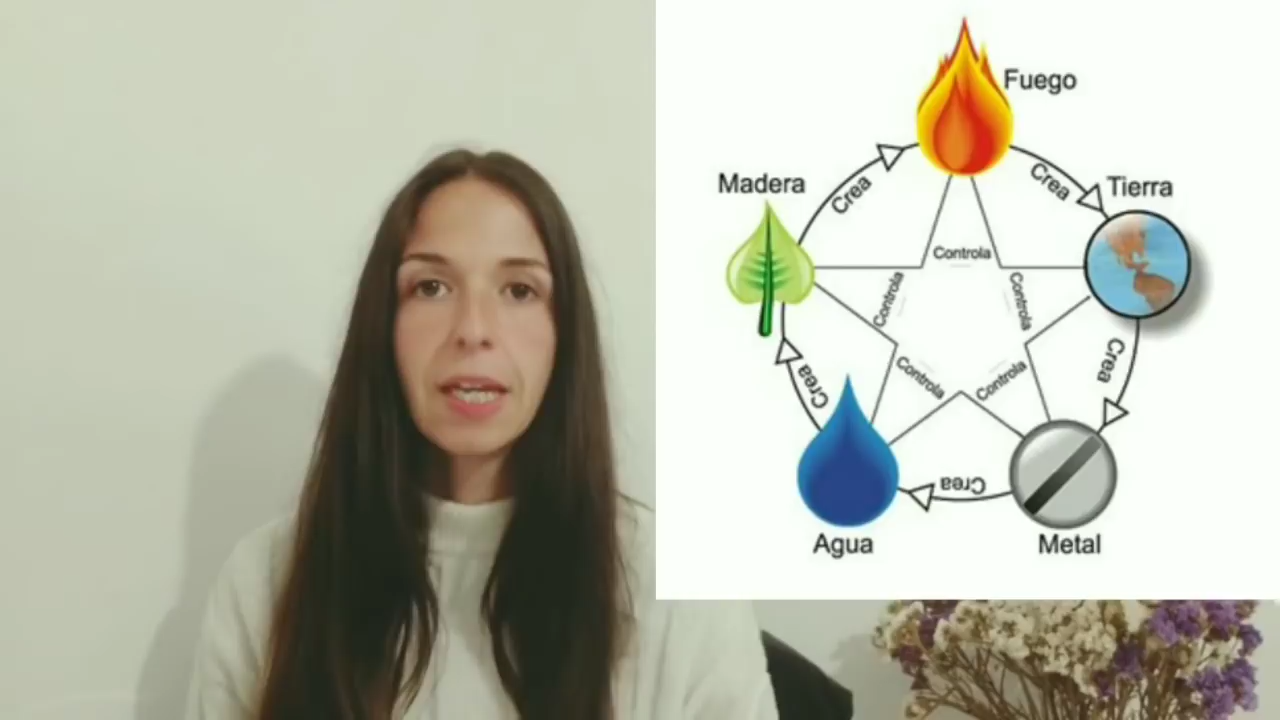 Fuego
Crea
Tierra
Madera
Crea
Controla
Controla
Controla
Controla
Controla
Crea
Crea
Crea
Agua
Metal